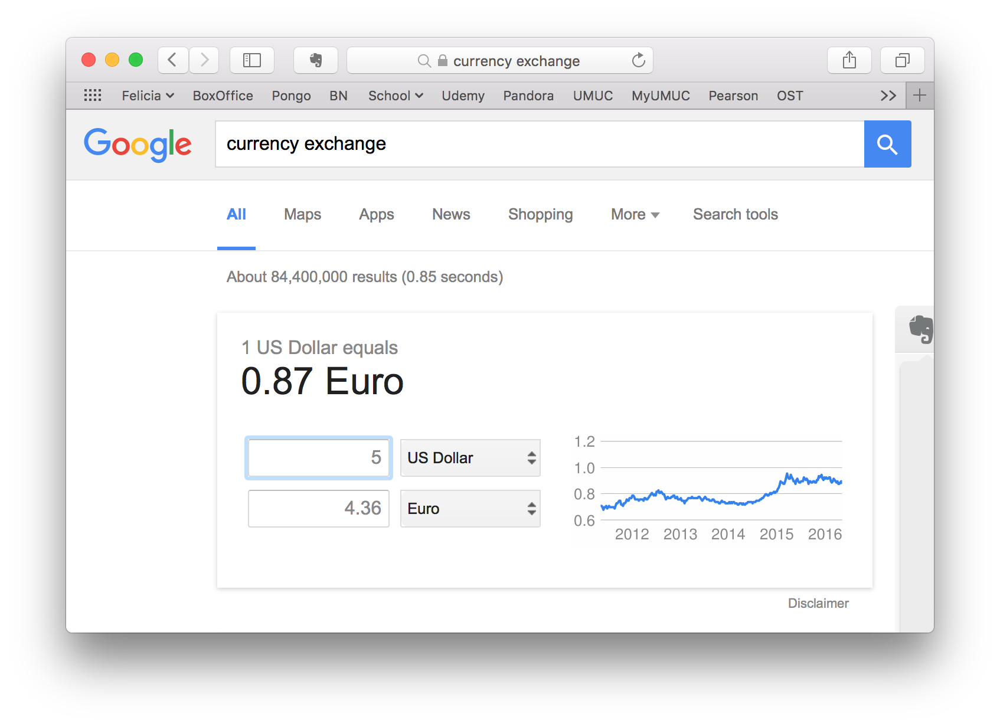 currency exchange
Felicia BoxOffice Pongo BN School Udemy Pandora UMUC MyUMUC Pearson OST
Google currency exchange
All Maps Apps News Shopping More Search tools
About 84,400,000 results (0.85 seconds)
1 US Dollar equals
0.87 Euro
5 US Dollar
4.36 Euro
1.2
1.0
0.8
0.6
2012 2013 2014 2015 2016
Disclaimer